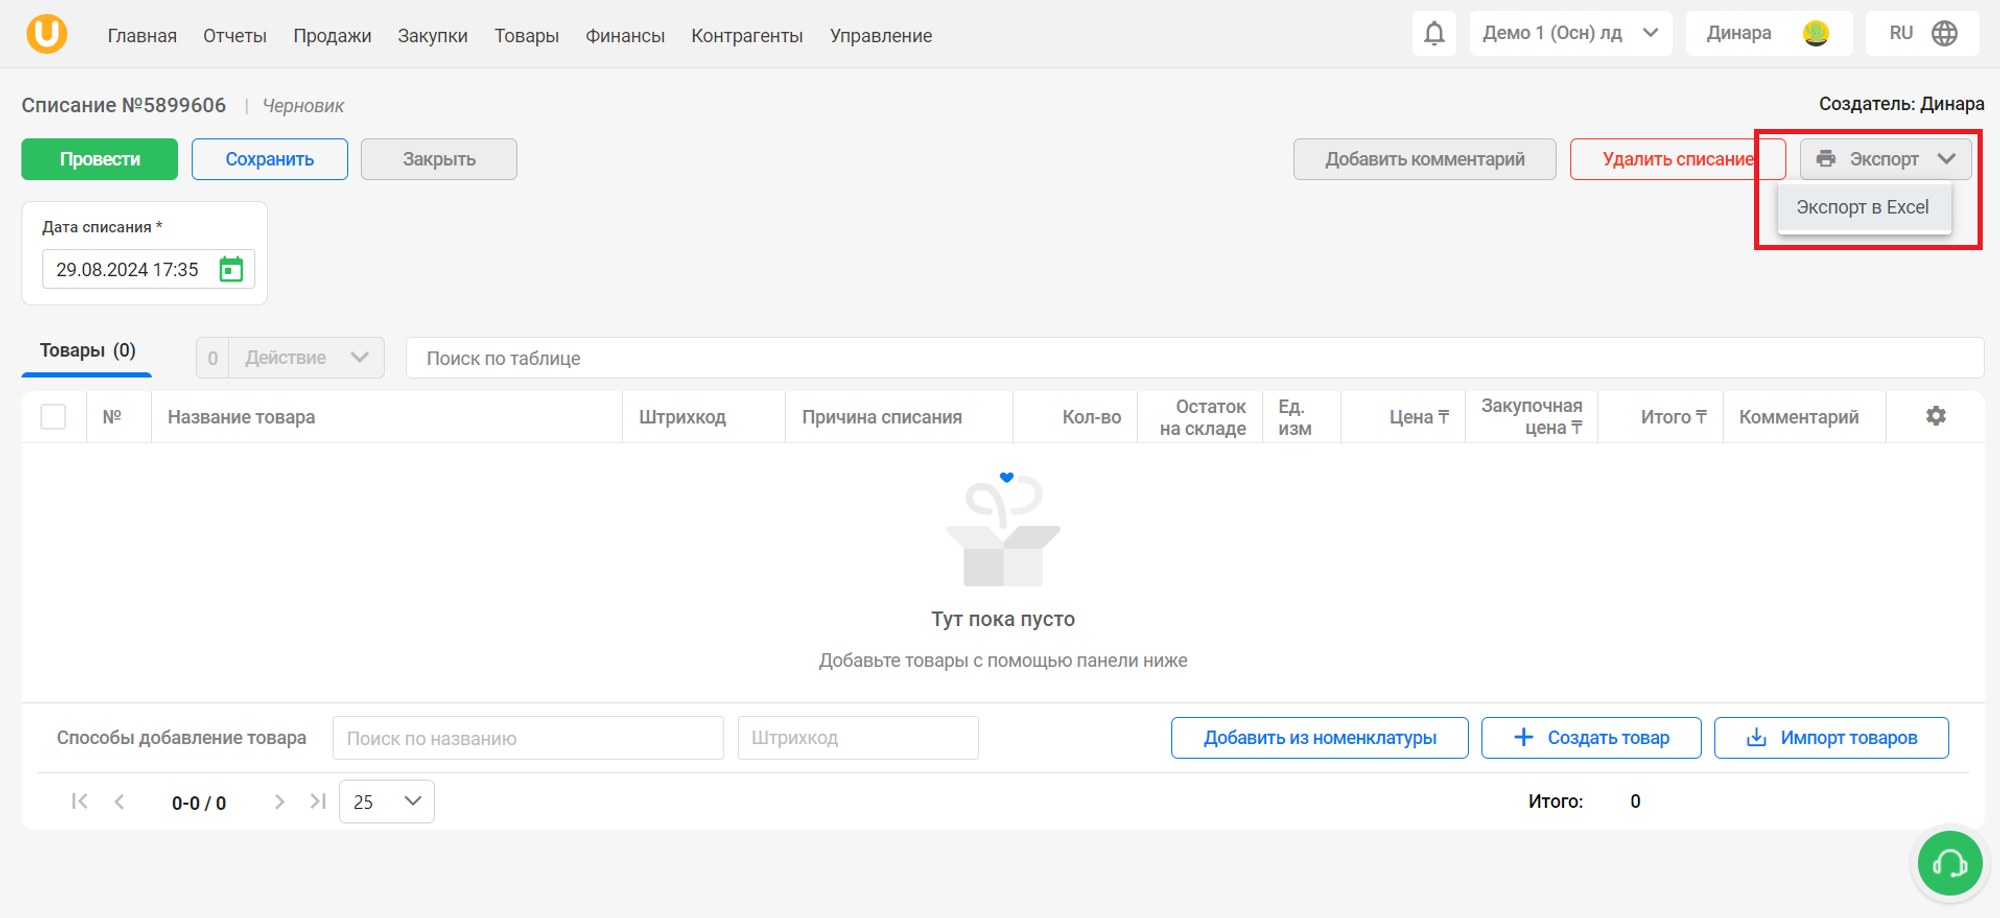 Главная Отчеты Продажи Закупки Товары Финансы Контрагенты Управление Демо 1 (Осн) лд Динара RU
Списание №5899606 | Черновик
Создатель: Динара
Провести Сохранить Закрыть Добавить комментарий Удалить списание Экспорт
Экспорт в Excel
Дата списания *
29.08.2024 17:35
Товары (0) 0 Действие Поиск по таблице
№ Название товара Штрихкод Причина списания Кол-во Остаток на складе Ед. изм Цена ₸ Закупочная цена ₸ Итого ₸ Комментарий
Тут пока пусто
Добавьте товары с помощью панели ниже
Способы добавление товара Поиск по названию Штрихкод Добавить из номенклатуры Создать товар Импорт товаров
0-0 / 0 25 Итого: 0